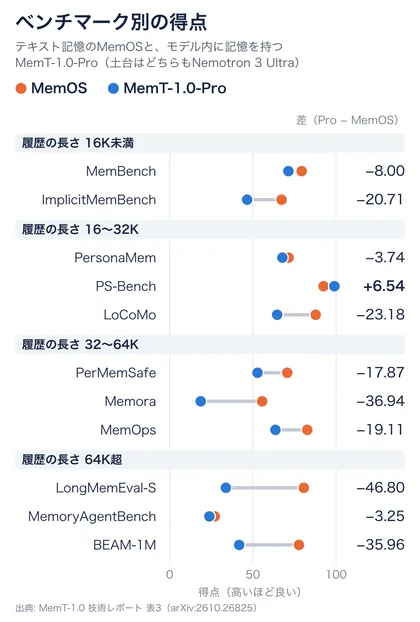 ベンチマーク別の得点
テキスト記憶のMemOSと、モデル内に記憶を持つ
MemT-1.0-Pro（土台はどちらもNemotron 3 Ultra）
MemOS MemT-1.0-Pro
差（Pro − MemOS）
履歴の長さ 16K未満
MemBench −8.00
ImplicitMemBench −20.71
履歴の長さ 16〜32K
PersonaMem −3.74
PS-Bench +6.54
LoCoMo −23.18
履歴の長さ 32〜64K
PerMemSafe −17.87
Memora −36.94
MemOps −19.11
履歴の長さ 64K超
LongMemEval-S −46.80
MemoryAgentBench −3.25
BEAM-1M −35.96
0 50 100
得点（高いほど良い）
出典: MemT-1.0 技術レポート 表3（arXiv:2610.26825）